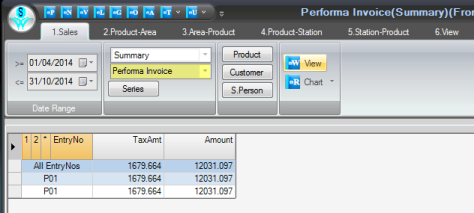 Performa Invoice(Summary)(Fro
1.Sales 2.Product-Area 3.Area-Product 4.Product-Station 5.Station-Product 6.View
>= 01/04/2014
<= 31/10/2014
Date Range
Summary
Performa Invoice
Series
Product
Customer
S.Person
View
Chart
1 2 * EntryNo TaxAmt Amount
All EntryNos 1679.664 12031.097
P01 1679.664 12031.097
P01 1679.664 12031.097